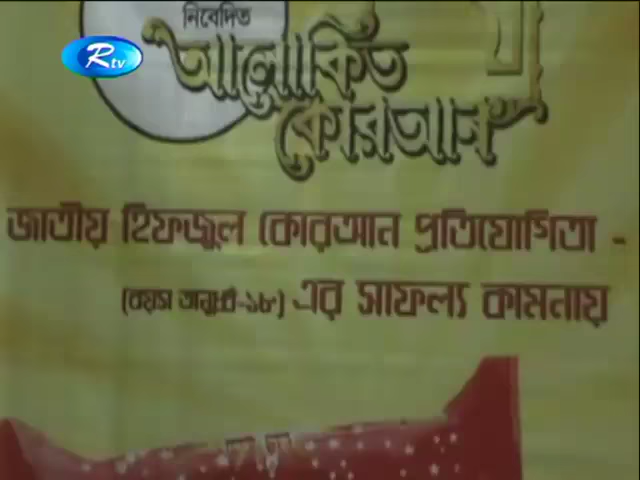 নিবেদিত
Rtv
আলোকিত
কোরআন
জাতীয় হিফজুল কোরআন প্রতিযোগিতা -
(বয়স অনুর্ধ্ব-১৮) এর সাফল্য কামনায়